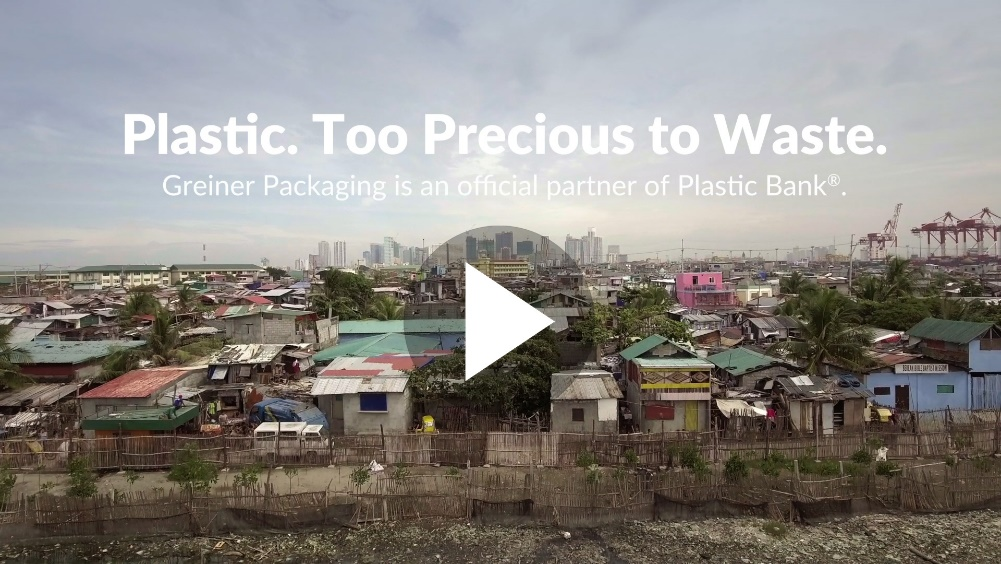 Plastic. Too Precious to Waste.
Greiner Packaging is an official partner of Plastic Bank®.